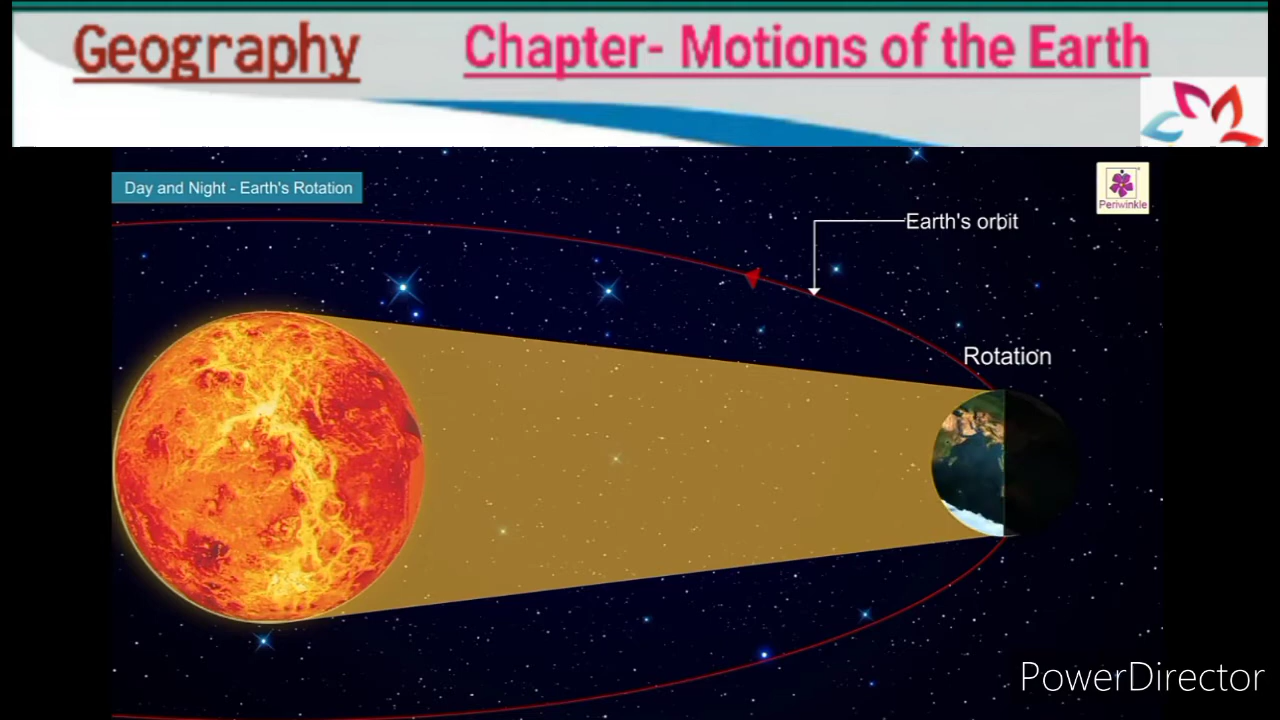 Geography
Chapter- Motions of the Earth
Day and Night - Earth's Rotation
Periwinkle
Earth's orbit
Rotation
PowerDirector